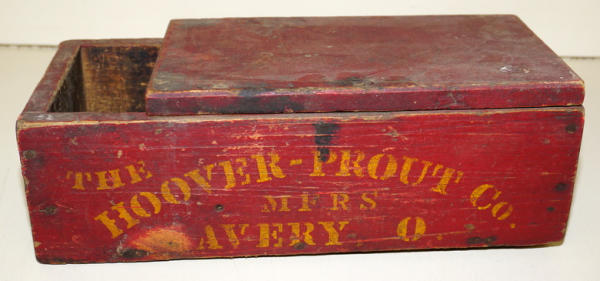 THE
HOOVER-PROUT Co.
MFRS
AVERY. O.